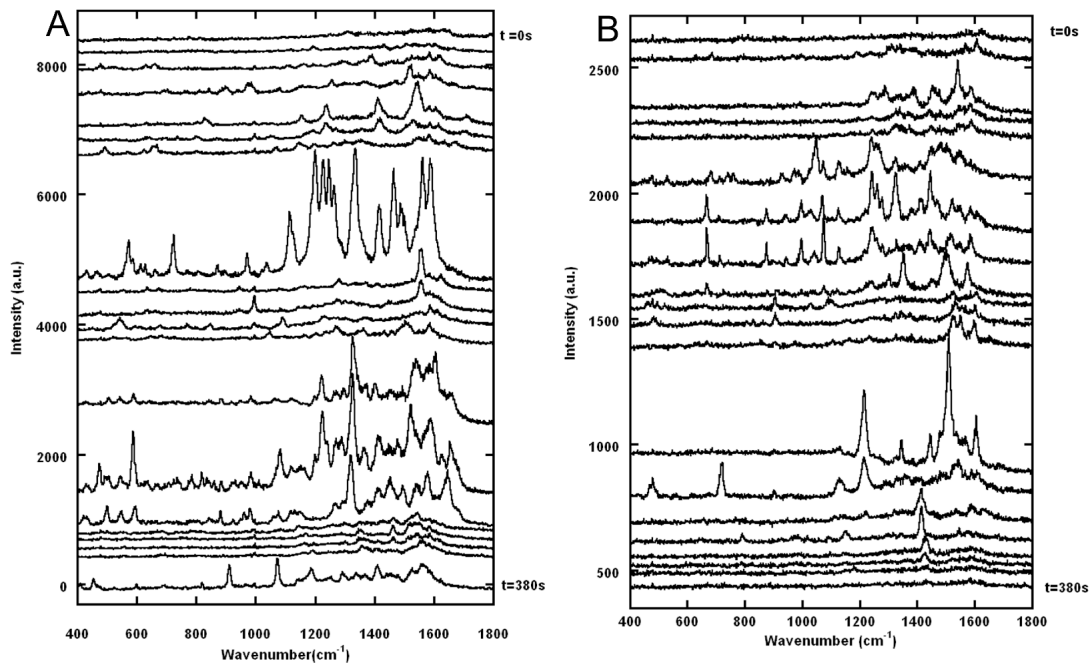 A
B
t =0s
t=0s
8000
6000
4000
2000
0
Intensity (a.u.)
2500
2000
1500
1000
500
Intensity (a.u.)
t=380s
t=380s
400 600 800 1000 1200 1400 1600 1800
400 600 800 1000 1200 1400 1600 1800
Wavenumber(cm-1)
Wavenumber (cm-1)